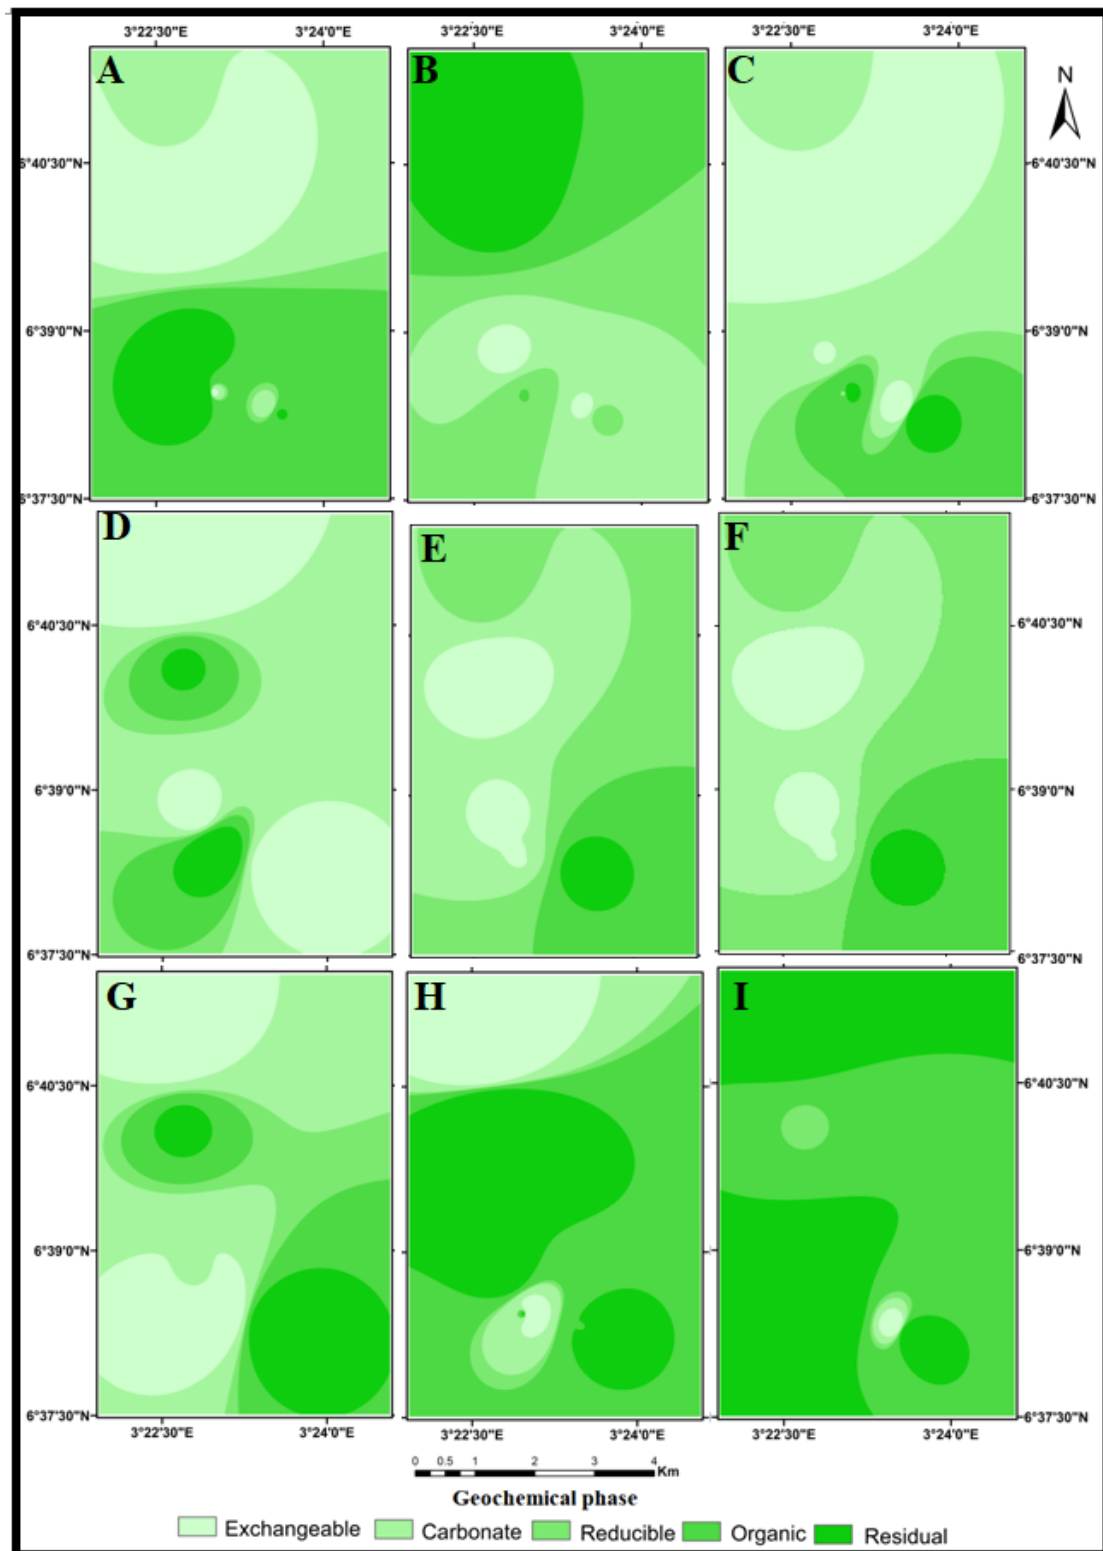 3°22'30"E 3°24'0"E 3°22'30"E 3°24'0"E 3°22'30"E 3°24'0"E
A B C N
6°40'30"N 6°40'30"N
6°39'0"N 6°39'0"N
6°37'30"N 6°37'30"N
D E F
6°40'30"N 6°40'30"N
6°39'0"N 6°39'0"N
6°37'30"N 6°37'30"N
G H I
6°40'30"N 6°40'30"N
6°39'0"N 6°39'0"N
6°37'30"N 6°37'30"N
3°22'30"E 3°24'0"E 3°22'30"E 3°24'0"E 3°22'30"E 3°24'0"E
0 0.5 1 2 3 4
Km
Geochemical phase
Exchangeable Carbonate Reducible Organic Residual